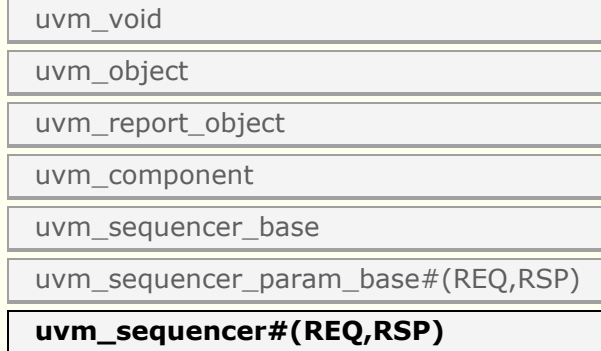 uvm_void
uvm_object
uvm_report_object
uvm_component
uvm_sequencer_base
uvm_sequencer_param_base#(REQ,RSP)
uvm_sequencer#(REQ,RSP)